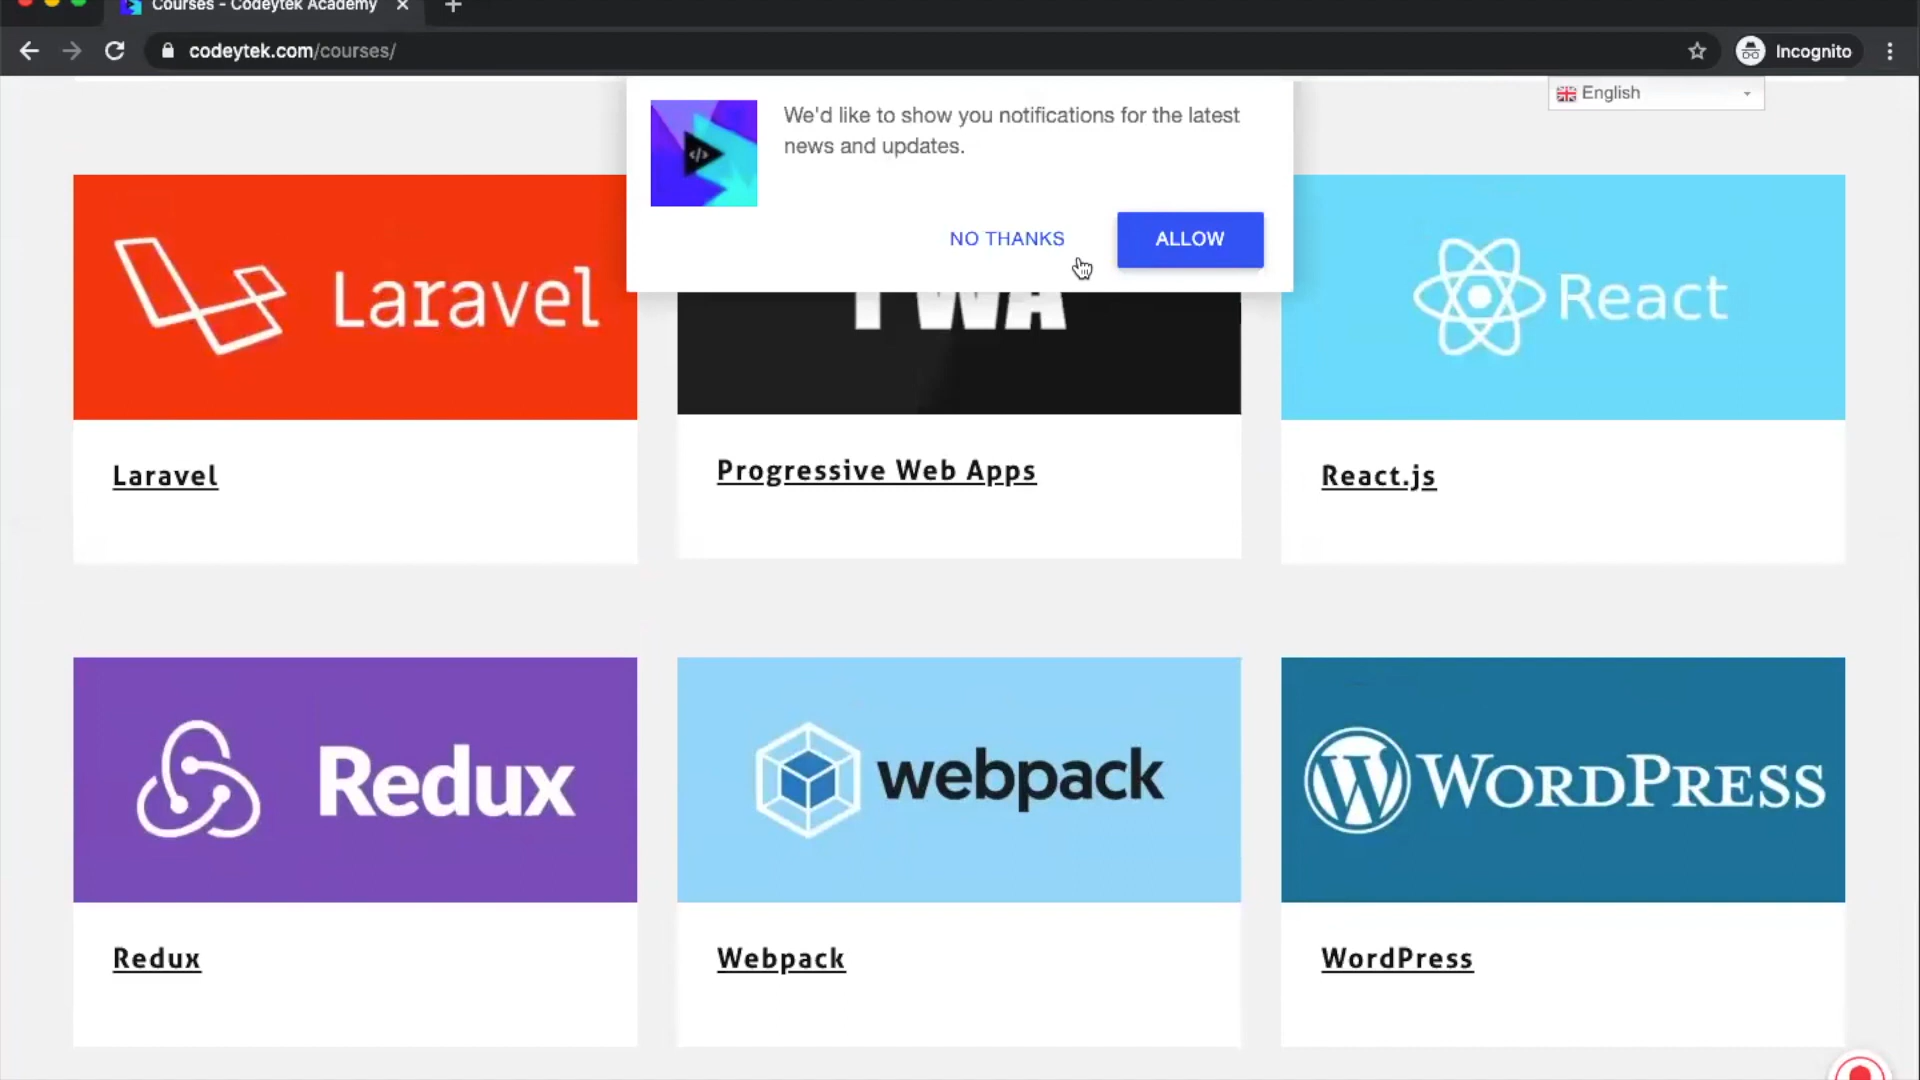 Courses - Codeytek Academy
codeytek.com/courses/
Incognito
English
We'd like to show you notifications for the latest
news and updates.
NO THANKS
ALLOW
</>
Laravel
PWA
React
Laravel
Progressive Web Apps
React.js
Redux
webpack
WORDPRESS
Redux
Webpack
WordPress